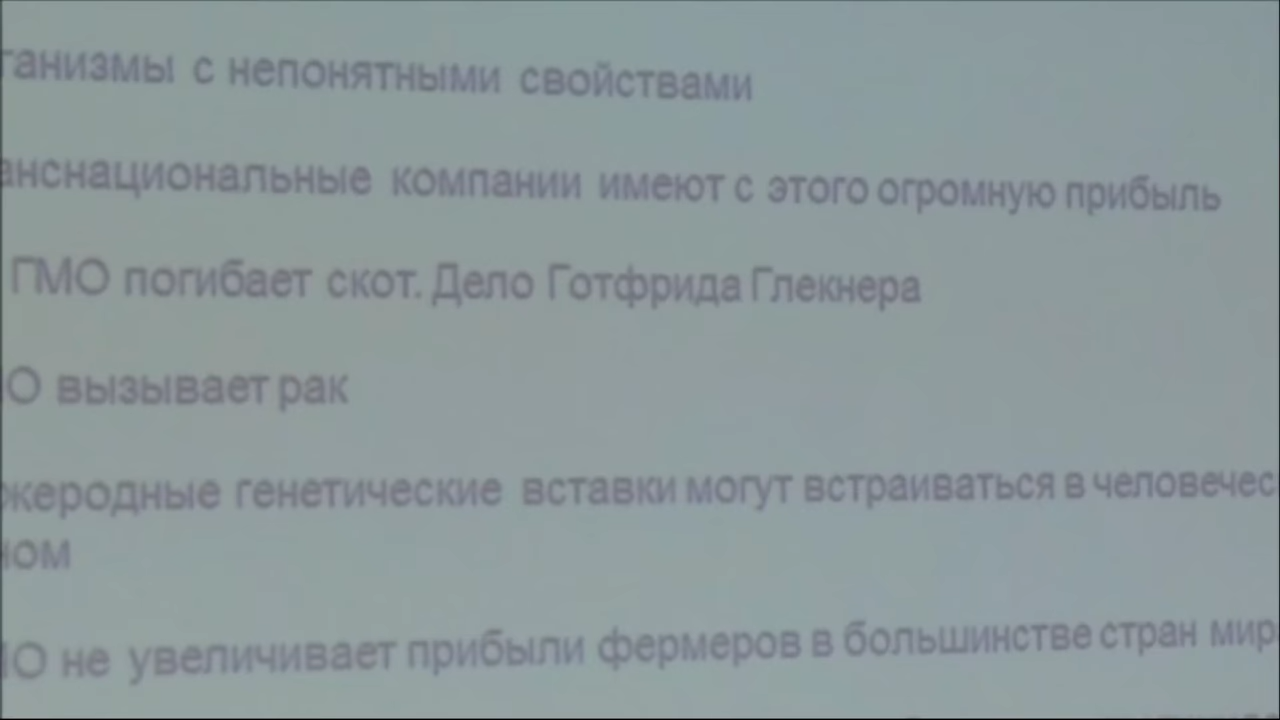 ганизмы с непонятными свойствами
анснациональные компании имеют с этого огромную прибыль
ГМО погибает скот. Дело Готфрида Глекнера
О вызывает рак
жеродные генетические вставки могут встраиваться в человечес
ном
О не увеличивает прибыли фермеров в большинстве стран мир